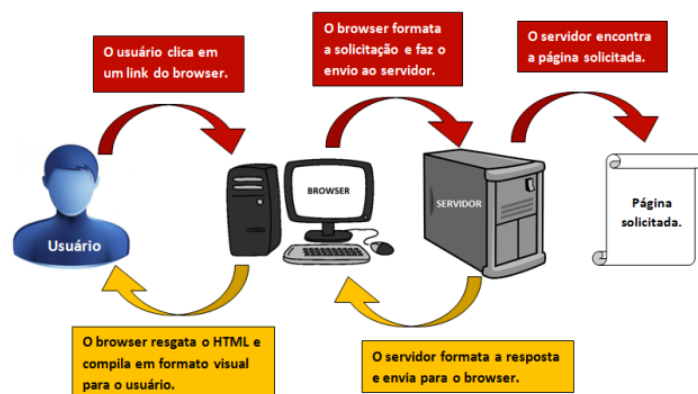 O usuário clica em
um link do browser.
O browser formata
a solicitação e faz o
envio ao servidor.
O servidor encontra
a página solicitada.
Usuário
BROWSER
SERVIDOR
Página
solicitada.
O browser resgata o HTML e
compila em formato visual
para o usuário.
O servidor formata a resposta
e envia para o browser.